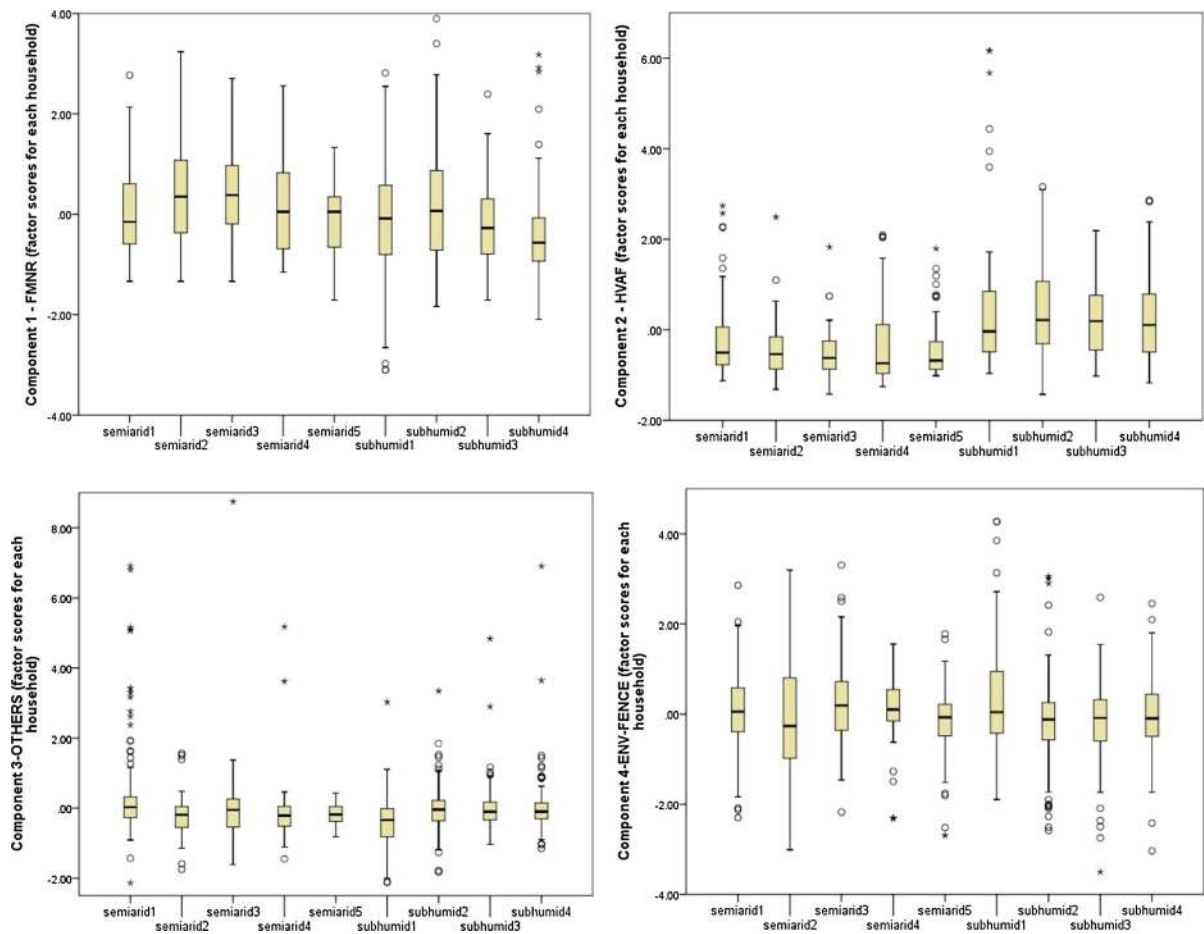 Component 1 - FMNR (factor scores for each household)
4.00
2.00
.00
-2.00
-4.00
semiarid1 semiarid3 semiarid5 subhumid2 subhumid4
semiarid2 semiarid4 subhumid1 subhumid3
Component 2 - HVAF (factor scores for each household)
6.00
4.00
2.00
.00
-2.00
semiarid1 semiarid3 semiarid5 subhumid2 subhumid4
semiarid2 semiarid4 subhumid1 subhumid3
Component 3-OTHERS (factor scores for each
household)
8.00
6.00
4.00
2.00
.00
-2.00
semiarid1 semiarid3 semiarid5 subhumid2 subhumid4
semiarid2 semiarid4 subhumid1 subhumid3
Component 4-ENV-FENCE (factor scores for each
household)
4.00
2.00
.00
-2.00
-4.00
semiarid1 semiarid3 semiarid5 subhumid2 subhumid4
semiarid2 semiarid4 subhumid1 subhumid3